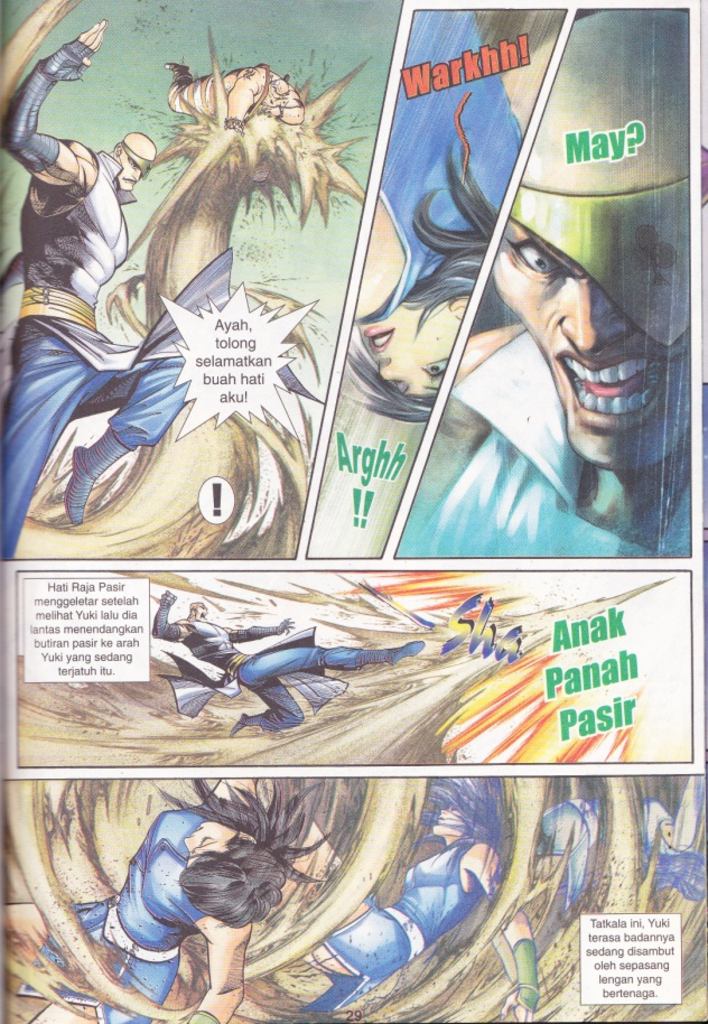 Ayah,
tolong
selamatkan
buah hati
aku!
!
Warkhh!
Arghh
!!
May?
Hati Raja Pasir
menggeletar setelah
melihat Yuki lalu dia
lantas menendangkan
butiran pasir ke arah
Yuki yang sedang
terjatuh itu.
Sha
Anak
Panah
Pasir
Tatkala ini, Yuki
terasa badannya
sedang disambut
oleh sepasang
lengan yang
bertenaga.
29